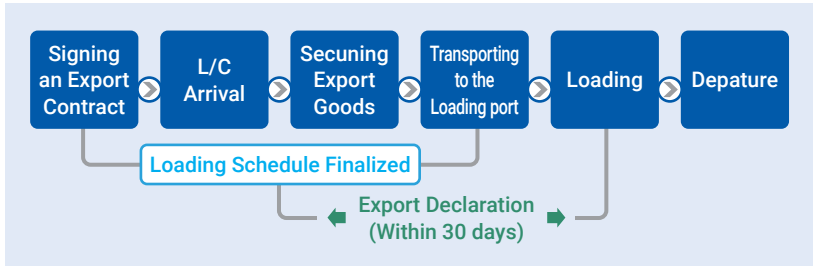 Signing
an Export
Contract
L/C
Arrival
Secuning
Export
Goods
Transporting
to the
Loading port
Loading
Depature
Loading Schedule Finalized
Export Declaration
(Within 30 days)